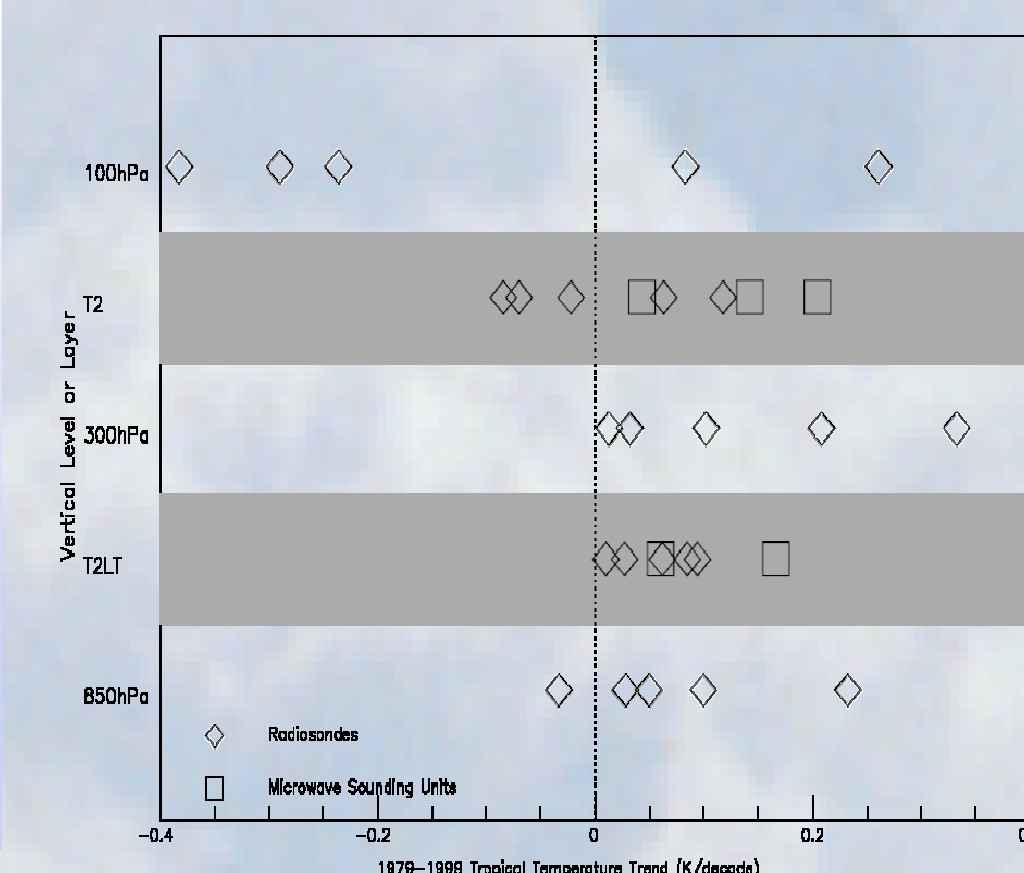 100hPa
T2
300hPa
T2LT
850hPa
Vertical Level or Layer
Radiosondes
Microwave Sounding Units
-0.4 -0.2 0 0.2
1979-1999 Tropical Temperature Trend (K/decade)